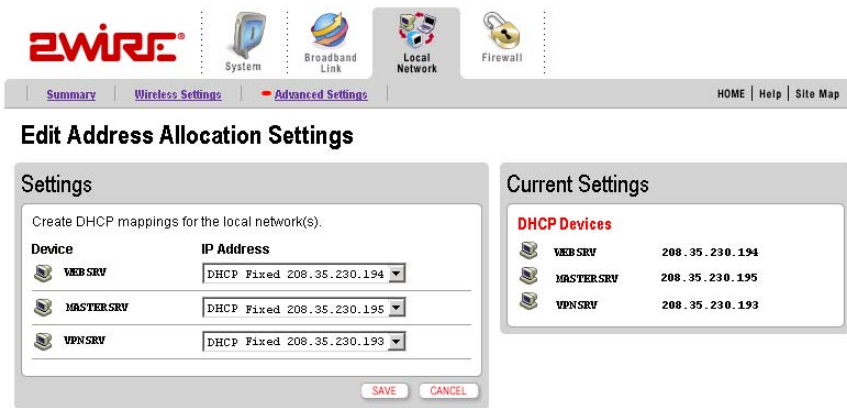 2WIRE®
System
Broadband Link
Local Network
Firewall
Summary | Wireless Settings | Advanced Settings |
HOME | Help | Site Map
Edit Address Allocation Settings
Settings
Create DHCP mappings for the local network(s).
Device IP Address
WEBSRV DHCP Fixed 208.35.230.194
MASTERSRV DHCP Fixed 208.35.230.195
VPNSRV DHCP Fixed 208.35.230.193
SAVE CANCEL
Current Settings
DHCP Devices
WEBSRV 208.35.230.194
MASTERSRV 208.35.230.195
VPNSRV 208.35.230.193